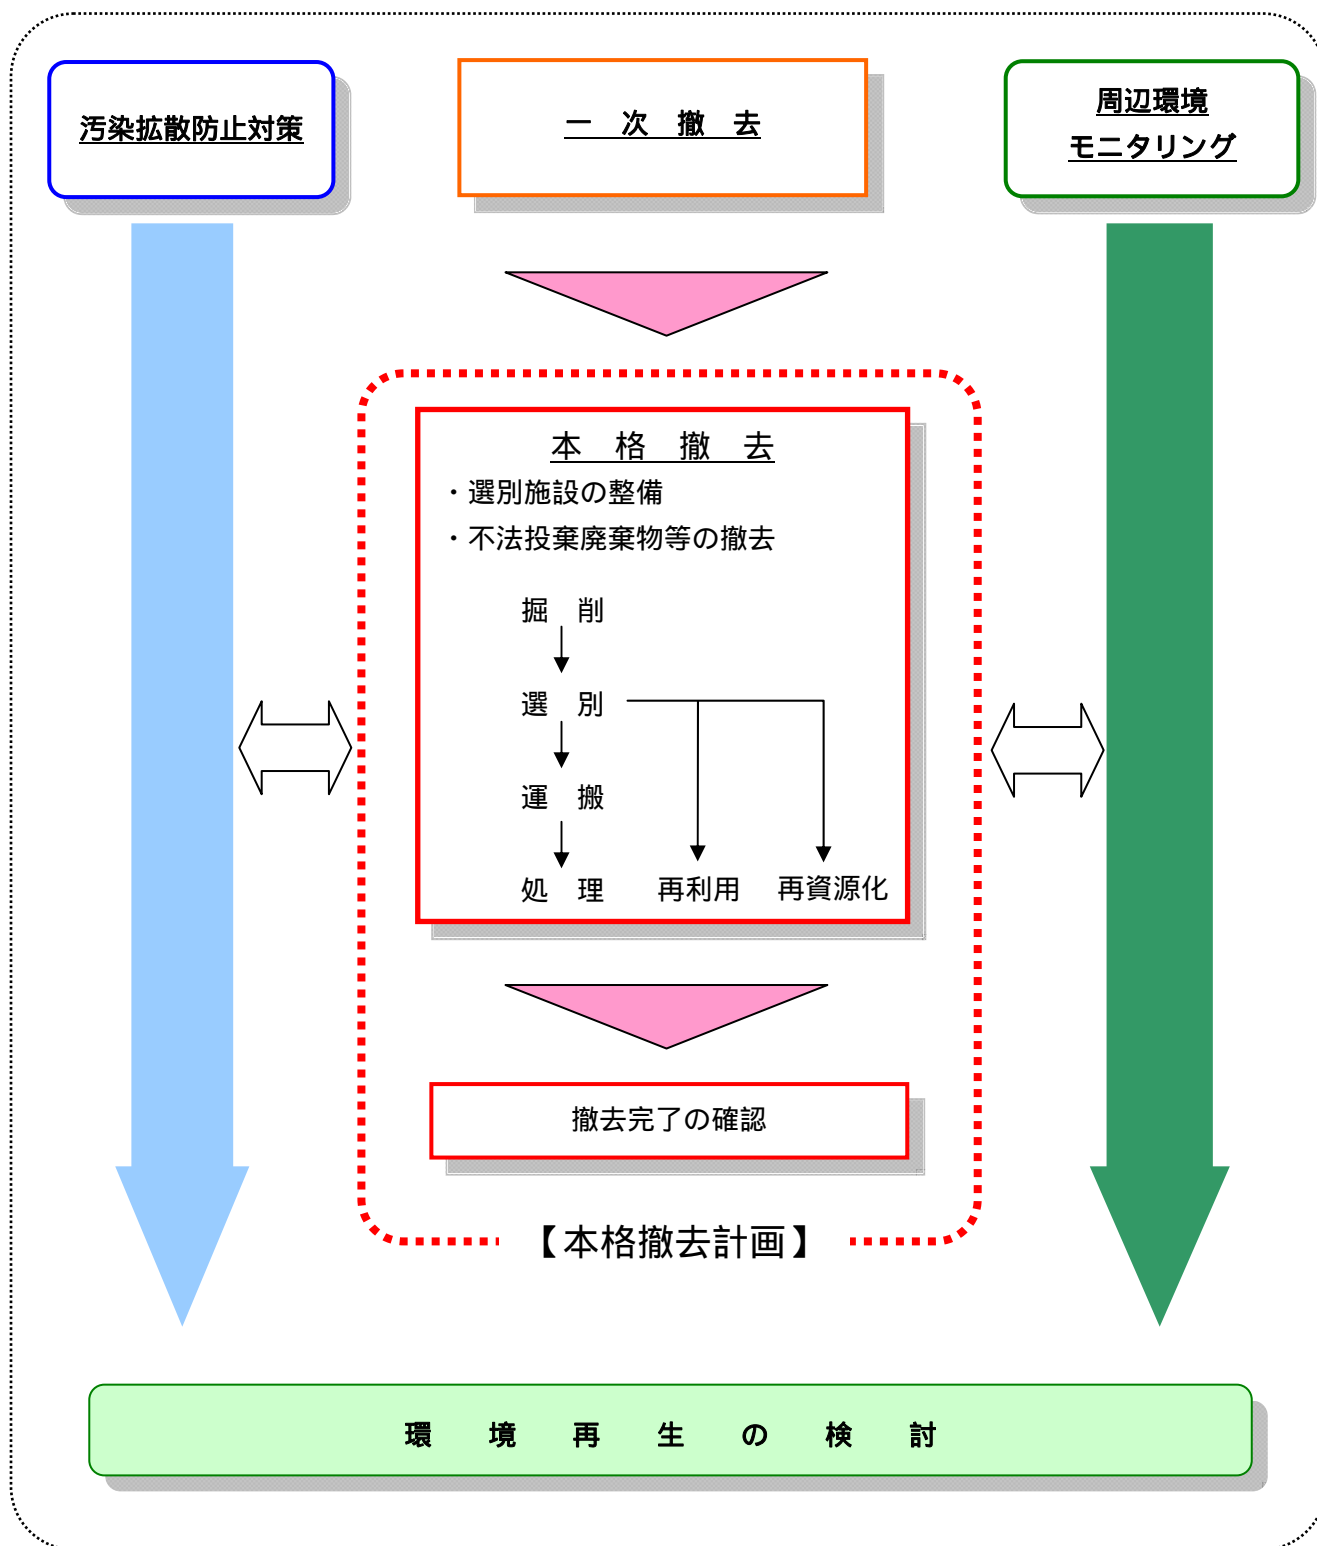 汚染拡散防止対策
一 次 撤 去
周辺環境
モニタリング
本 格 撤 去
・選別施設の整備
・不法投棄廃棄物等の撤去
掘 削
選 別
運 搬
処 理 再利用 再資源化
撤去完了の確認
【本格撤去計画】
環 境 再 生 の 検 討